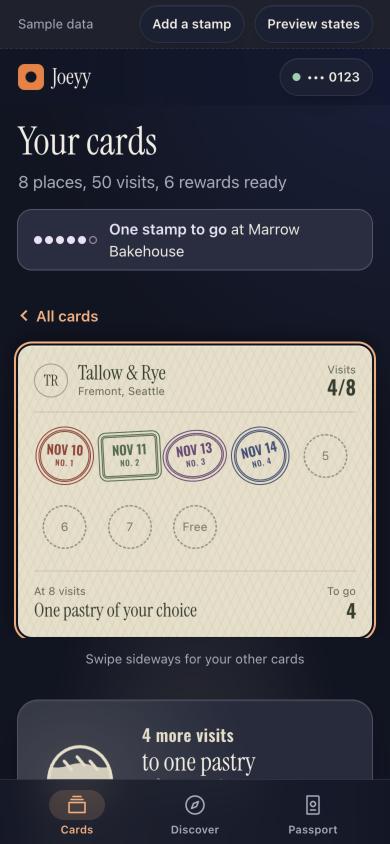 Sample data
Add a stamp
Preview states
Joeyy
••• 0123
Your cards
8 places, 50 visits, 6 rewards ready
One stamp to go at Marrow
Bakehouse
All cards
TR
Tallow & Rye
Fremont, Seattle
Visits
4/8
NOV 10
NO. 1
NOV 11
NO. 2
NOV 13
NO. 3
NOV 14
NO. 4
5
6
7
Free
At 8 visits
One pastry of your choice
To go
4
Swipe sideways for your other cards
4 more visits
to one pastry
Cards
Discover
Passport